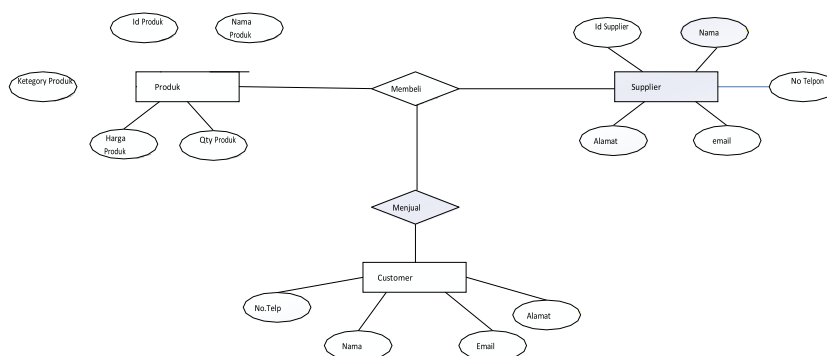 Id Produk
Nama
Produk
Id Supplier
Nama
Ketegory Produk
Produk
Membeli
Supplier
No Telpon
Harga
Produk
Qty Produk
Alamat
email
Menjual
Customer
No.Telp
Alamat
Nama
Email